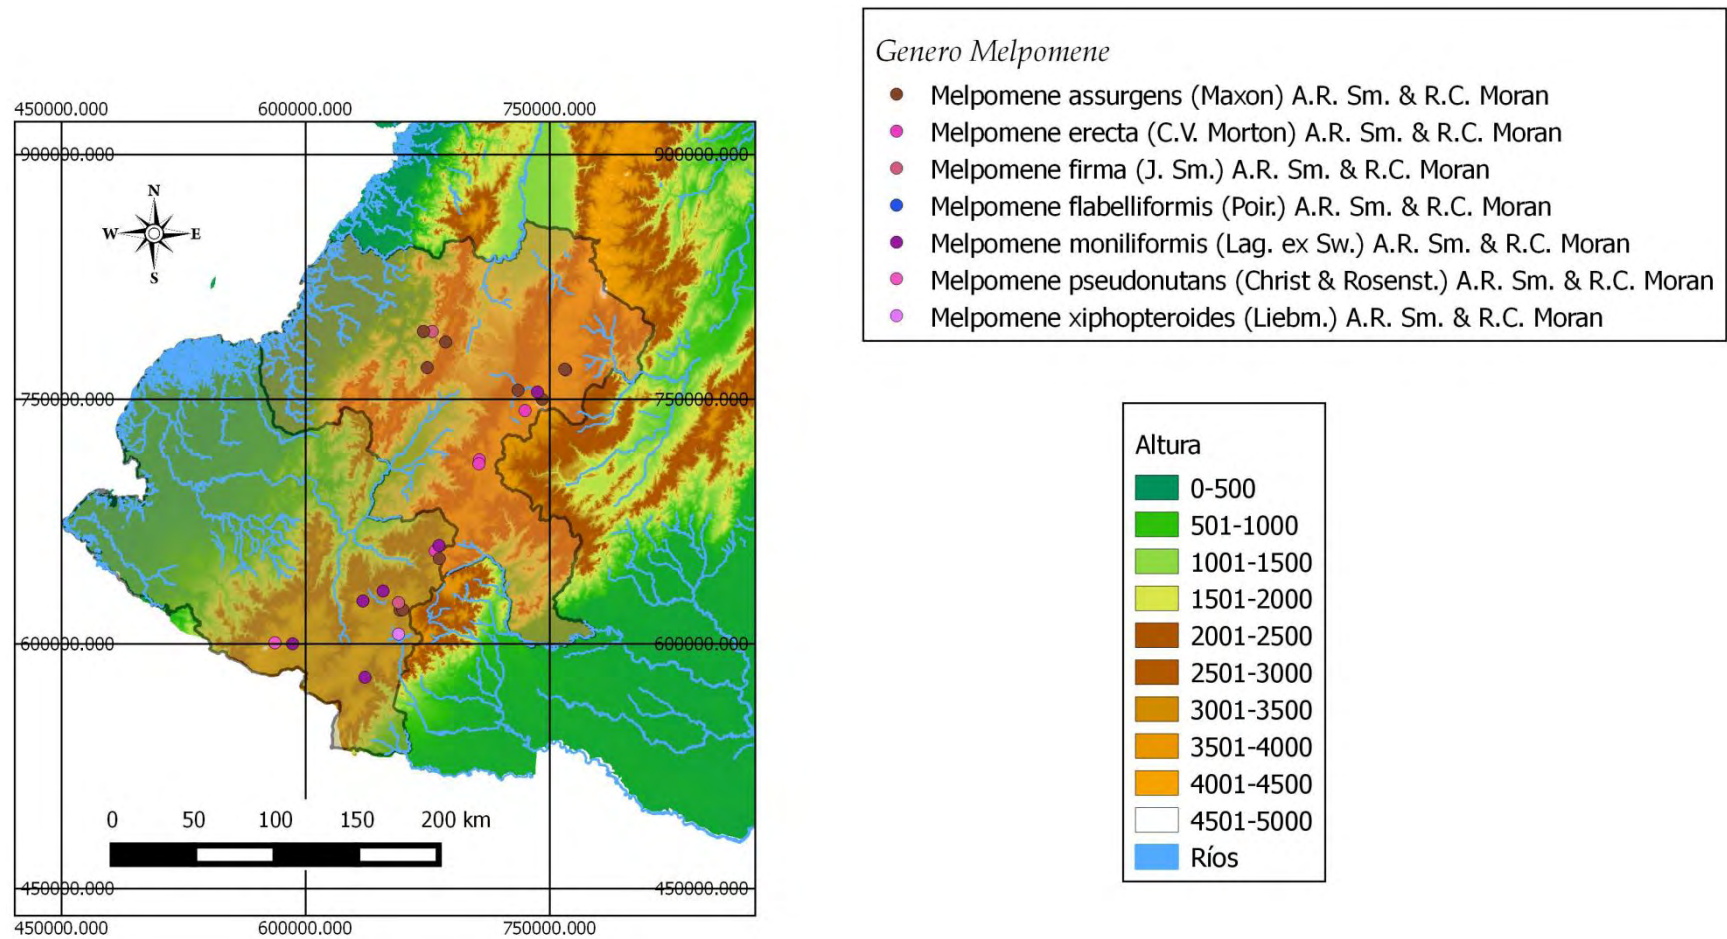 450000.000 600000.000 750000.000
900000.000 900000.000
N
W E
S
750000.000 750000.000
600000.000 600000.000
0 50 100 150 200 km
450000.000 450000.000
450000.000 600000.000 750000.000
Genero Melpomene
Melpomene assurgens (Maxon) A.R. Sm. & R.C. Moran
Melpomene erecta (C.V. Morton) A.R. Sm. & R.C. Moran
Melpomene firma (J. Sm.) A.R. Sm. & R.C. Moran
Melpomene flabelliformis (Poir.) A.R. Sm. & R.C. Moran
Melpomene moniliformis (Lag. ex Sw.) A.R. Sm. & R.C. Moran
Melpomene pseudonutans (Christ & Rosenst.) A.R. Sm. & R.C. Moran
Melpomene xiphopteroides (Liebm.) A.R. Sm. & R.C. Moran
Altura
0-500
501-1000
1001-1500
1501-2000
2001-2500
2501-3000
3001-3500
3501-4000
4001-4500
4501-5000
Ríos